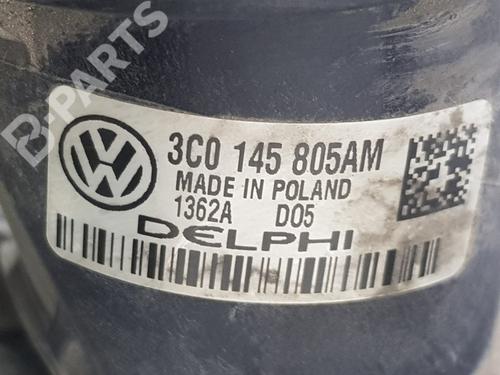 B-PARTS
3C0 145 805AM
MADE IN POLAND
1362A D05
DELPHI